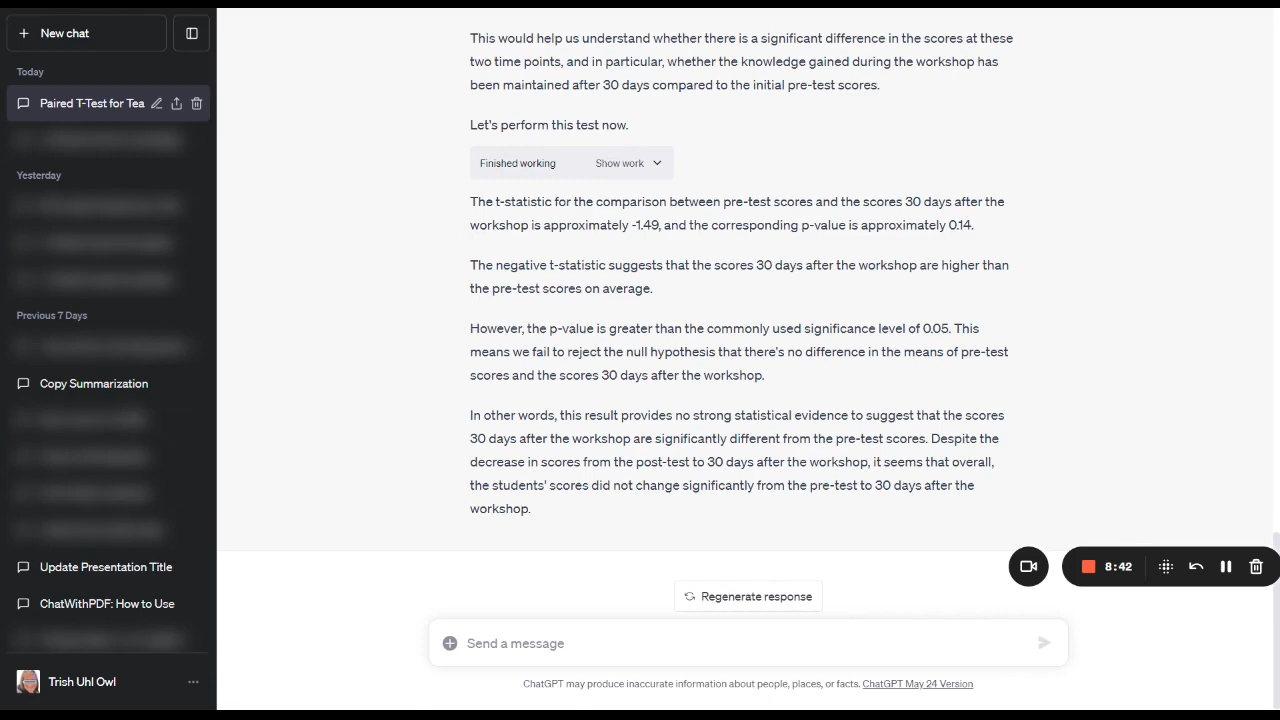 New chat
Today
Paired T-Test for Tea
Yesterday
Previous 7 Days
Copy Summarization
Update Presentation Title
ChatWithPDF: How to Use
Trish Uhl Owl
This would help us understand whether there is a significant difference in the scores at these
two time points, and in particular, whether the knowledge gained during the workshop has
been maintained after 30 days compared to the initial pre-test scores.
Let's perform this test now.
Finished working Show work
The t-statistic for the comparison between pre-test scores and the scores 30 days after the
workshop is approximately -1.49, and the corresponding p-value is approximately 0.14.
The negative t-statistic suggests that the scores 30 days after the workshop are higher than
the pre-test scores on average.
However, the p-value is greater than the commonly used significance level of 0.05. This
means we fail to reject the null hypothesis that there's no difference in the means of pre-test
scores and the scores 30 days after the workshop.
In other words, this result provides no strong statistical evidence to suggest that the scores
30 days after the workshop are significantly different from the pre-test scores. Despite the
decrease in scores from the post-test to 30 days after the workshop, it seems that overall,
the students' scores did not change significantly from the pre-test to 30 days after the
workshop.
8:42
Regenerate response
Send a message
ChatGPT may produce inaccurate information about people, places, or facts. ChatGPT May 24 Version